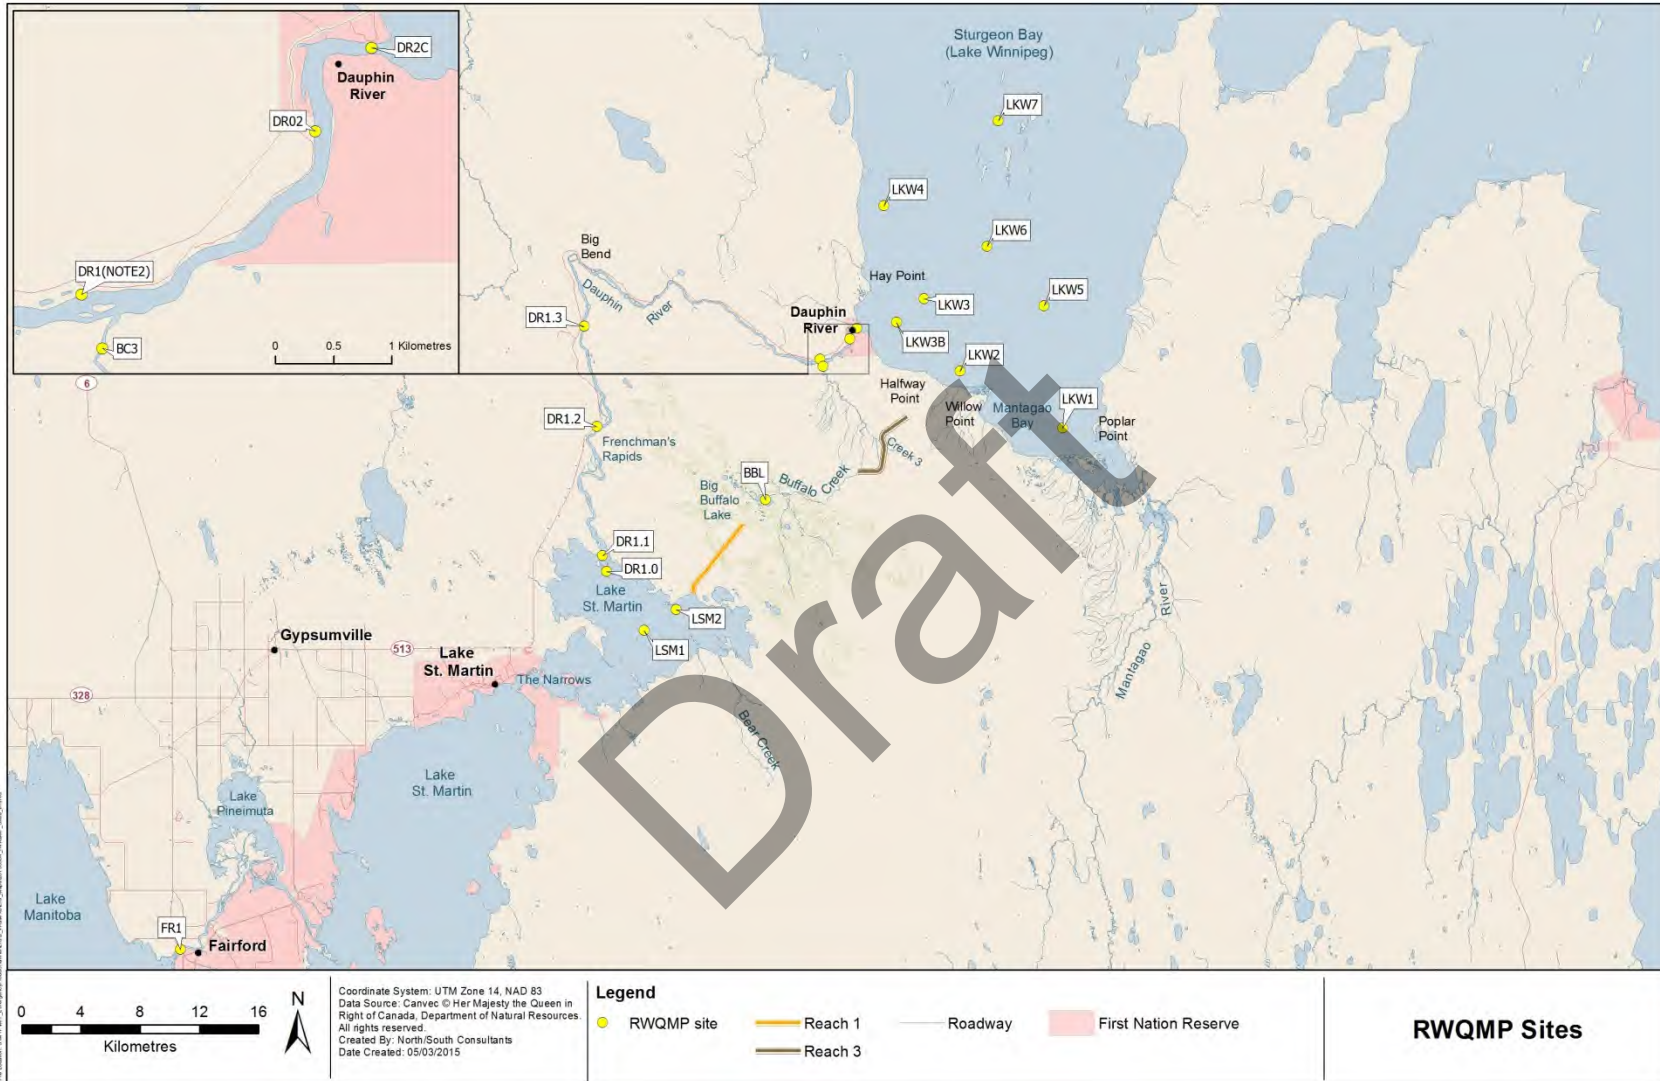 DR2C
Dauphin
River
DR02
DR1(NOTE2)
BC3
0 0.5 1 Kilometres
Sturgeon Bay
(Lake Winnipeg)
LKW7
LKW4
LKW6
Big
Bend
Hay Point
LKW5
Dauphin
River
LKW3
DR1.3
Dauphin
River
LKW3B
LKW2
6
Halfway
Point
Willow
Point
Mantagao
Bay
LKW1
Poplar
Point
DR1.2
Frenchman's
Rapids
Creek 3
BBL
Buffalo Creek
Big
Buffalo
Lake
DR1.1
DR1.0
Lake
St. Martin
LSM2
LSM1
Mantagao River
Gypsumville
513
Lake
St. Martin
The Narrows
328
Bear Creek
Lake
St. Martin
Lake
Pineimuta
Lake
Manitoba
FR1
Fairford
Draft
0 4 8 12 16
Kilometres
N
Coordinate System: UTM Zone 14, NAD 83
Data Source: Canvec © Her Majesty the Queen in
Right of Canada, Department of Natural Resources.
All rights reserved.
Created By: North/South Consultants
Date Created: 05/03/2015
Legend
RWQMP site
Reach 1
Reach 3
Roadway
First Nation Reserve
RWQMP Sites